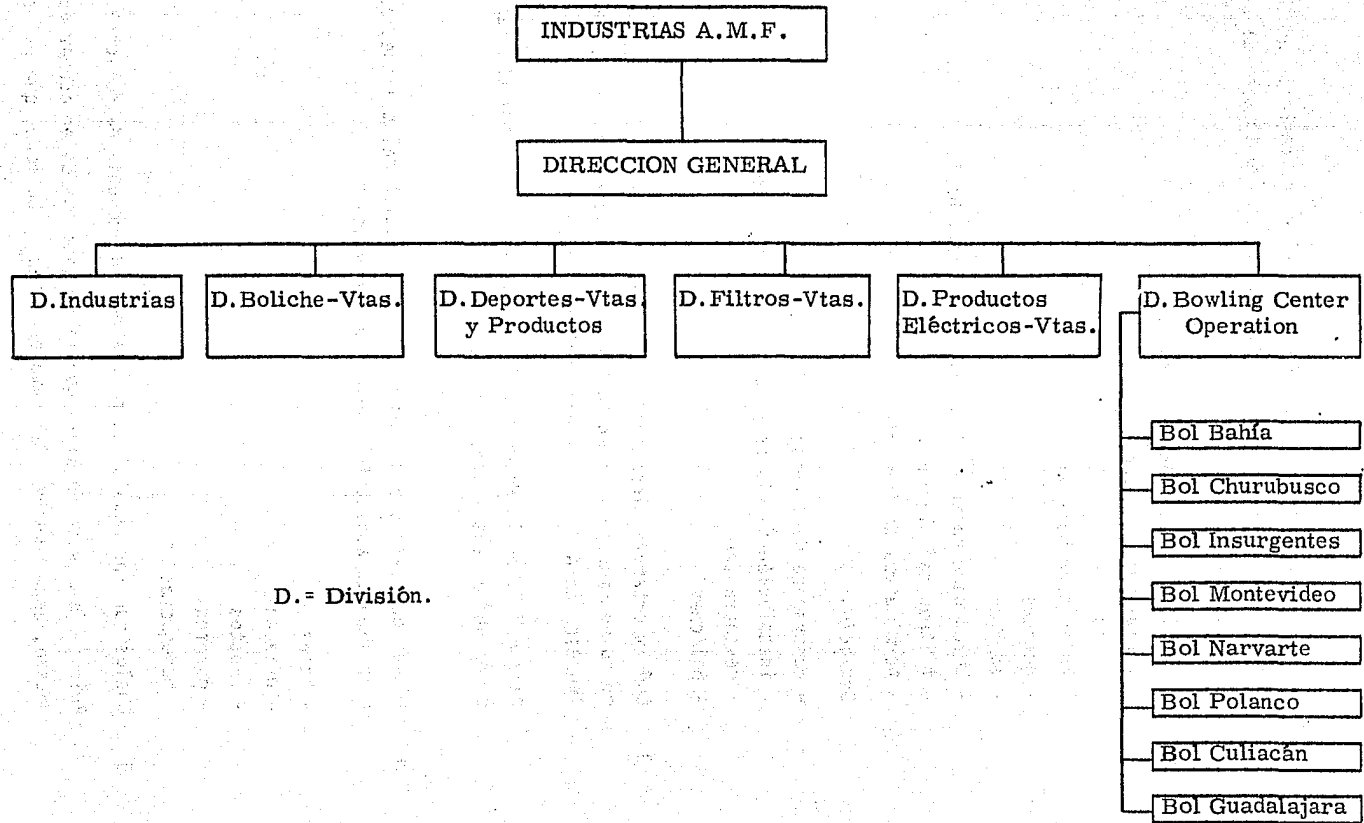 INDUSTRIAS A.M.F.
DIRECCION GENERAL
D.Industrias
D.Boliche-Vtas.
D.Deportes-Vtas.
y Productos
D.Filtros-Vtas.
D.Productos
Eléctricos-Vtas.
D.Bowling Center
Operation
Bol Bahía
Bol Churubusco
Bol Insurgentes
Bol Montevideo
Bol Narvarte
Bol Polanco
Bol Culiacán
Bol Guadalajara
D.= División.